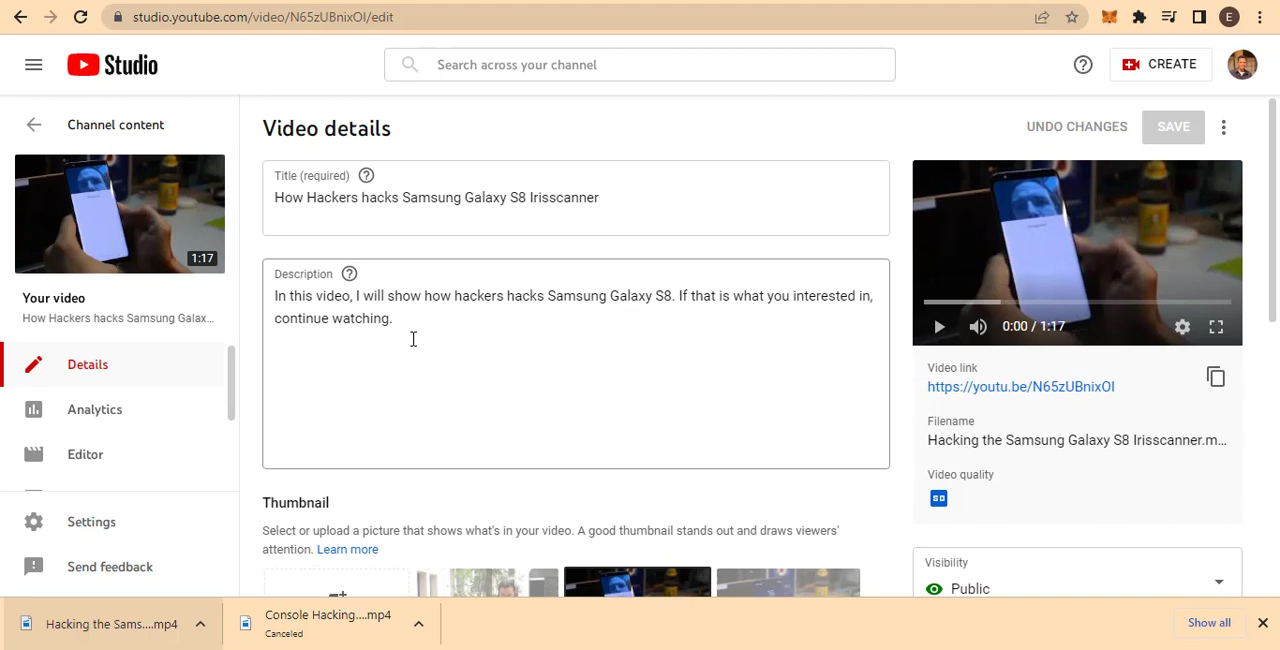 studio.youtube.com/video/N65zUBnixOI/edit
E
Studio
Search across your channel
CREATE
Channel content
Video details
UNDO CHANGES
SAVE
Title (required)
How Hackers hacks Samsung Galaxy S8 Irisscanner
1:17
Your video
How Hackers hacks Samsung Galax...
Description
In this video, I will show how hackers hacks Samsung Galaxy S8. If that is what you interested in,
continue watching.
0:00 / 1:17
Details
Analytics
Editor
Settings
Send feedback
Video link
https://youtu.be/N65zUBnixOI
Filename
Hacking the Samsung Galaxy S8 Irisscanner.m...
Video quality
SD
Thumbnail
Select or upload a picture that shows what's in your video. A good thumbnail stands out and draws viewers'
attention. Learn more
Visibility
Public
Hacking the Sams....mp4
Console Hacking....mp4
Canceled
Show all